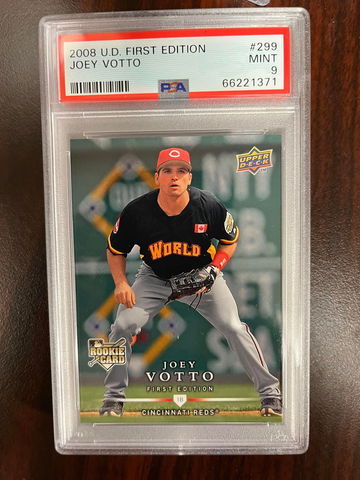 2008 U.D. FIRST EDITION #299
JOEY VOTTO MINT
9
PSA 66221371
UPPER DECK
WORLD
MLB
ROOKIE CARD
JOEY
VOTTO
FIRST EDITION
1B
CINCINNATI REDS